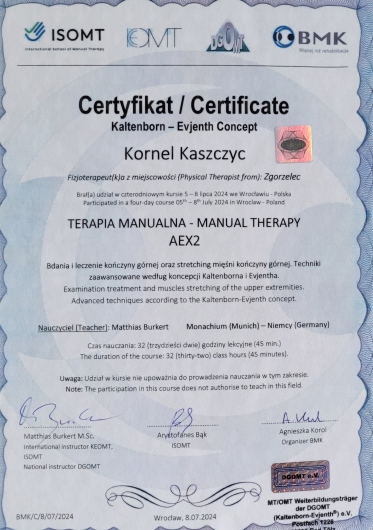 ISOMT
International School of Manual Therapy
DGOMT
BMK
Więcej niż rehabilitacja
Certyfikat / Certificate
Kaltenborn – Evjenth Concept
Kornel Kaszczyc
Fizjoterapeut(k)a z miejscowości (Physical Therapist from): Zgorzelec
Brał(a) udział w czterodniowym kursie 5 – 8 lipca 2024 we Wrocławiu - Polska
Participated in a four-day course 05th – 8th July 2024 in Wroclaw - Poland
TERAPIA MANUALNA - MANUAL THERAPY
AEX2
Bdania i leczenie kończyny górnej oraz stretching mięśni kończyny górnej. Techniki
zaawansowane według koncepcji Kaltenborna i Evjentha.
Examination treatment and muscles stretching of the upper extremities.
Advanced techniques according to the Kaltenborn-Evjenth concept.
Nauczyciel (Teacher): Matthias Burkert Monachium (Munich) – Niemcy (Germany)
Czas nauczania: 32 (trzydzieści dwie) godziny lekcyjne (45 min.)
The duration of the course: 32 (thirty-two) class hours (45 minutes).
Uwaga: Udział w kursie nie upoważnia do prowadzenia nauczania w tym zakresie.
Note: The participation in this course does not authorise to teach in this field.
Matthias Burkert M.Sc.
International instructor KEOMT,
ISOMT
National instructor DGOMT
Arystofanes Bąk
ISOMT
Agnieszka Korol
Organiser BMK
DGOMT e.V.
MT/OMT Weiterbildungsträger
der DGOMT
(Kaltenborn-Evjenth®) e.V.
Postfach 1228
BMK/C/8/07/2024
Wrocław, 8.07.2024